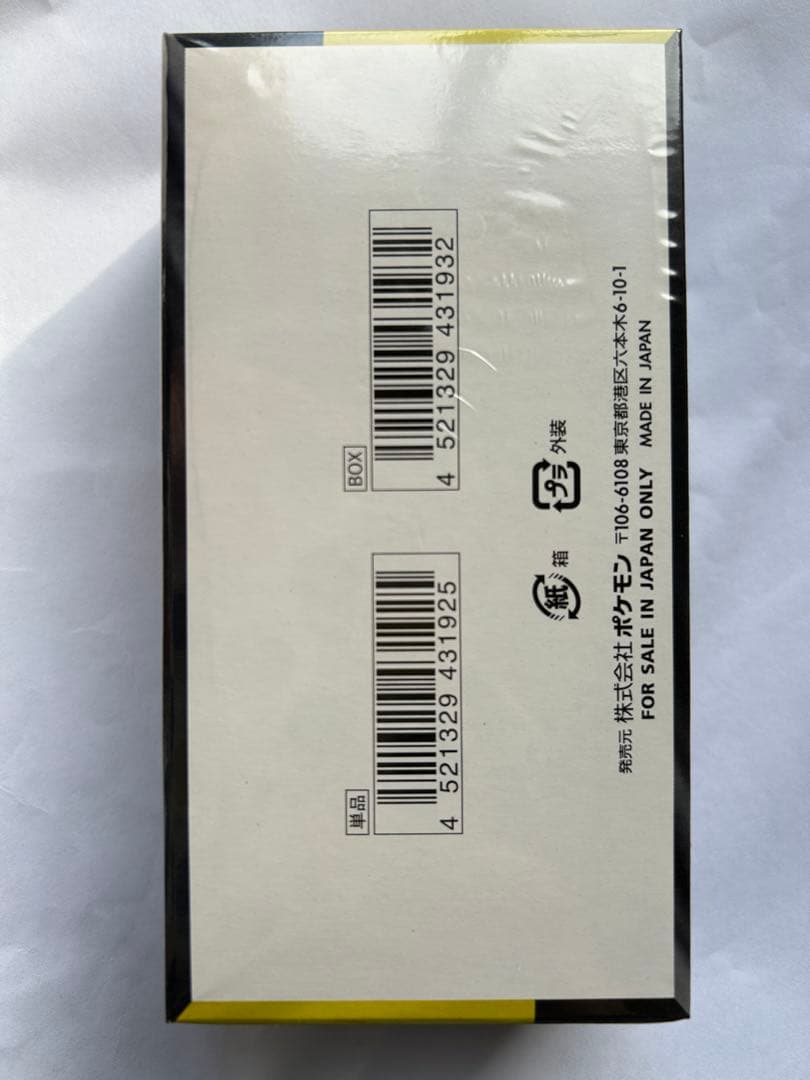 単品
4 521329 431925
BOX
4 521329 431932
紙 箱
プラ 外装
発売元 株式会社ポケモン 〒106-6108 東京都港区六本木6-10-1
FOR SALE IN JAPAN ONLY MADE IN JAPAN